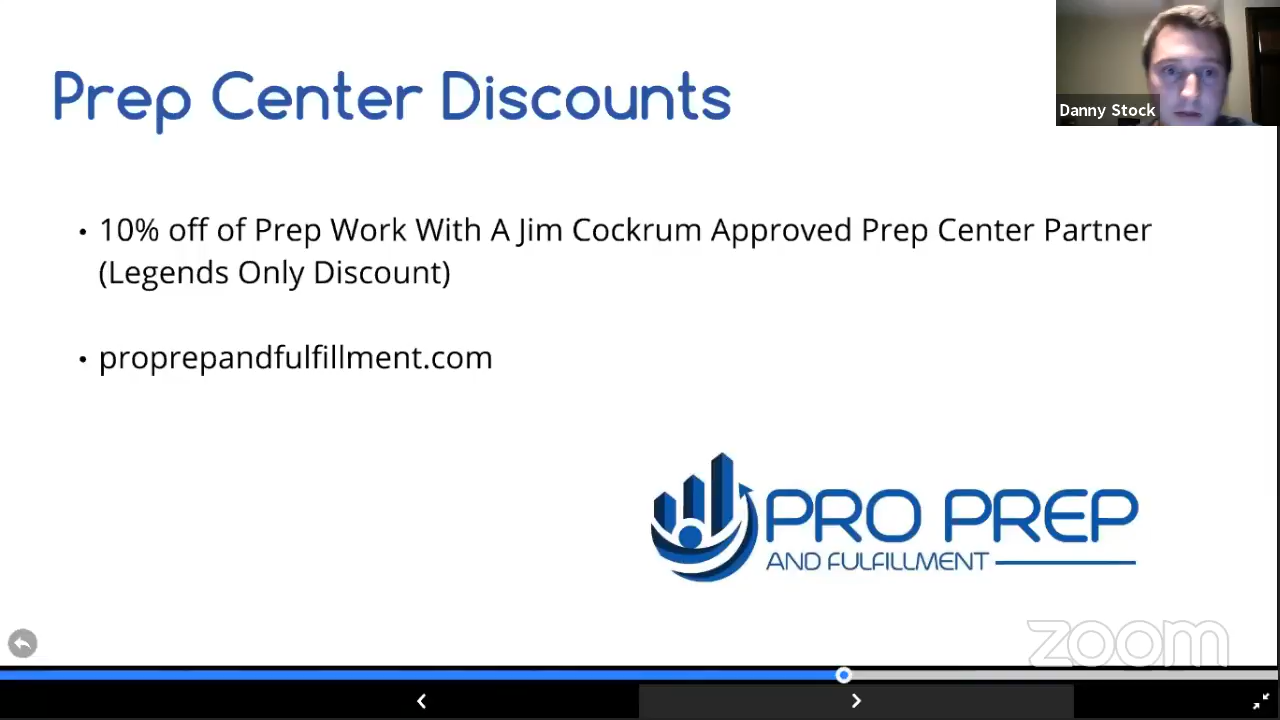 Prep Center Discounts
Danny Stock
• 10% off of Prep Work With A Jim Cockrum Approved Prep Center Partner
(Legends Only Discount)
• proprepandfulfillment.com
PRO PREP
AND FULFILLMENT
zoom